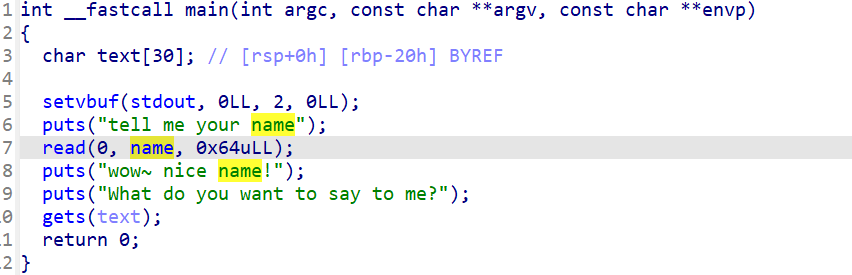 1 int __fastcall main(int argc, const char **argv, const char **envp)
2 {
3 char text[30]; // [rsp+0h] [rbp-20h] BYREF
4
5 setvbuf(stdout, 0LL, 2, 0LL);
6 puts("tell me your name");
7 read(0, name, 0x64uLL);
8 puts("wow~ nice name!");
9 puts("What do you want to say to me?");
.0 gets(text);
.1 return 0;
.2 }